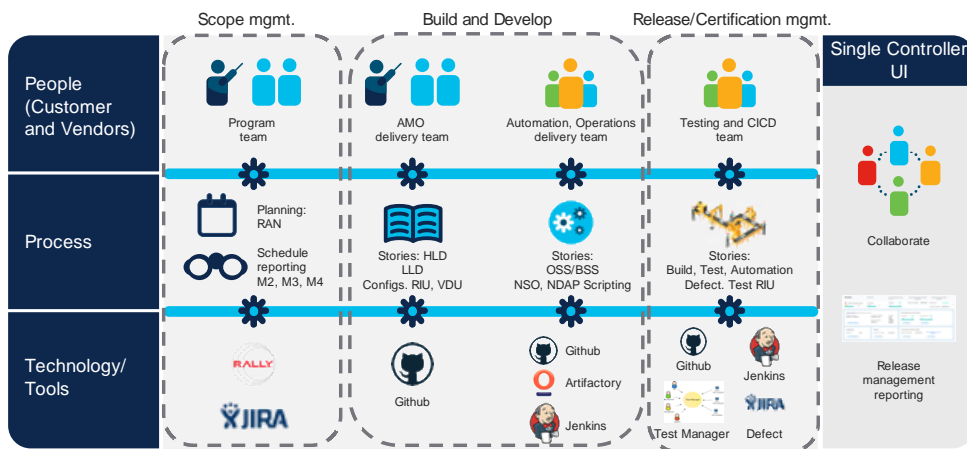 Scope mgmt.
Build and Develop
Release/Certification mgmt.
Single Controller
UI
People
(Customer
and Vendors)
Program
team
AMO
delivery team
Automation, Operations
delivery team
Testing and CICD
team
Process
Planning:
RAN
Schedule
reporting
M2, M3, M4
Stories: HLD
LLD
Configs. RIU, VDU
Stories:
OSS/BSS
NSO, NDAP Scripting
Stories:
Build, Test, Automation
Defect. Test RIU
Collaborate
Technology/
Tools
RALLY
JIRA
Github
Github
Artifactory
Jenkins
Github
Jenkins
Test Manager
JIRA
Defect
Release
management
reporting